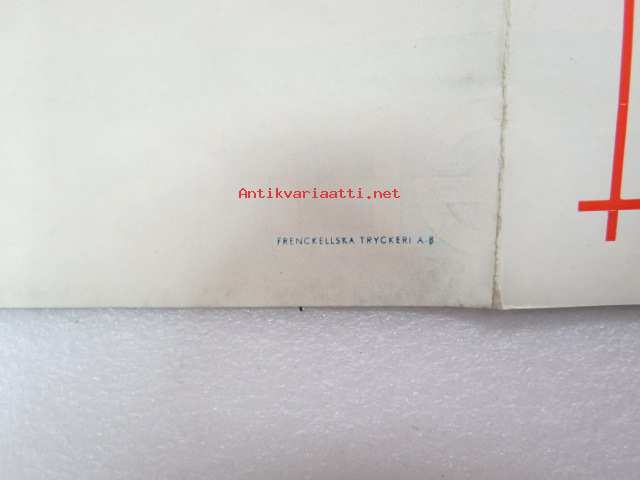 Antikvariaatti.net
FRENCKELLSKA TRYCKERI A-B